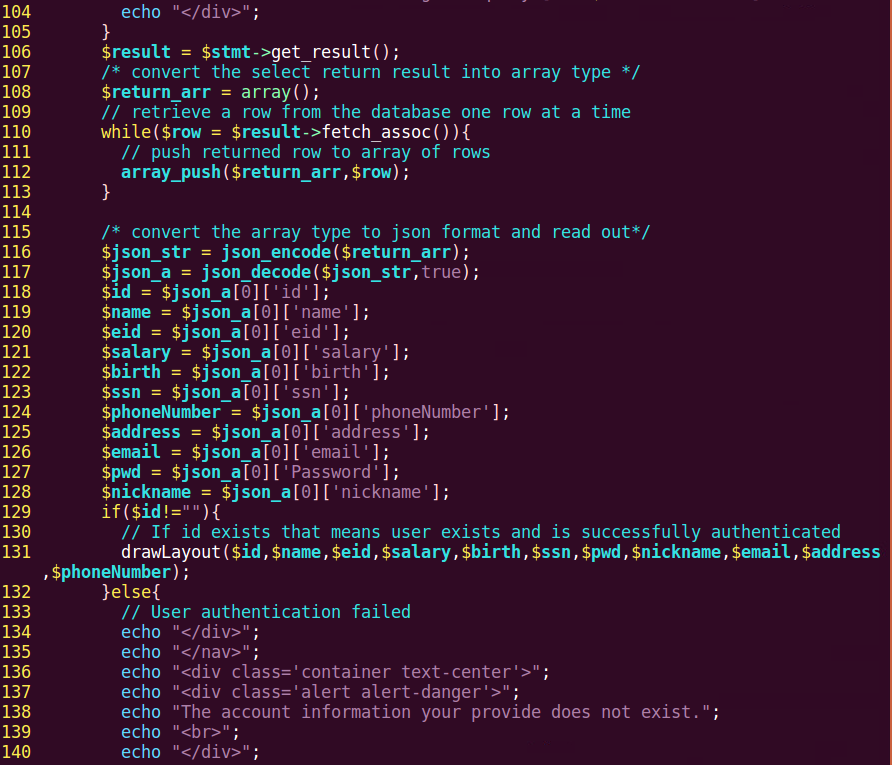 104         echo "</div>";
105       }
106       $result = $stmt->get_result();
107       /* convert the select return result into array type */
108       $return_arr = array();
109       // retrieve a row from the database one row at a time
110       while($row = $result->fetch_assoc()){
111         // push returned row to array of rows
112         array_push($return_arr,$row);
113       }
114
115       /* convert the array type to json format and read out*/
116       $json_str = json_encode($return_arr);
117       $json_a = json_decode($json_str,true);
118       $id = $json_a[0]['id'];
119       $name = $json_a[0]['name'];
120       $eid = $json_a[0]['eid'];
121       $salary = $json_a[0]['salary'];
122       $birth = $json_a[0]['birth'];
123       $ssn = $json_a[0]['ssn'];
124       $phoneNumber = $json_a[0]['phoneNumber'];
125       $address = $json_a[0]['address'];
126       $email = $json_a[0]['email'];
127       $pwd = $json_a[0]['Password'];
128       $nickname = $json_a[0]['nickname'];
129       if($id!=""){
130         // If id exists that means user exists and is successfully authenticated
131         drawLayout($id,$name,$eid,$salary,$birth,$ssn,$pwd,$nickname,$email,$address
,$phoneNumber);
132       }else{
133         // User authentication failed
134         echo "</div>";
135         echo "</nav>";
136         echo "<div class='container text-center'>";
137         echo "<div class='alert alert-danger'>";
138         echo "The account information your provide does not exist.";
139         echo "<br>";
140         echo "</div>";